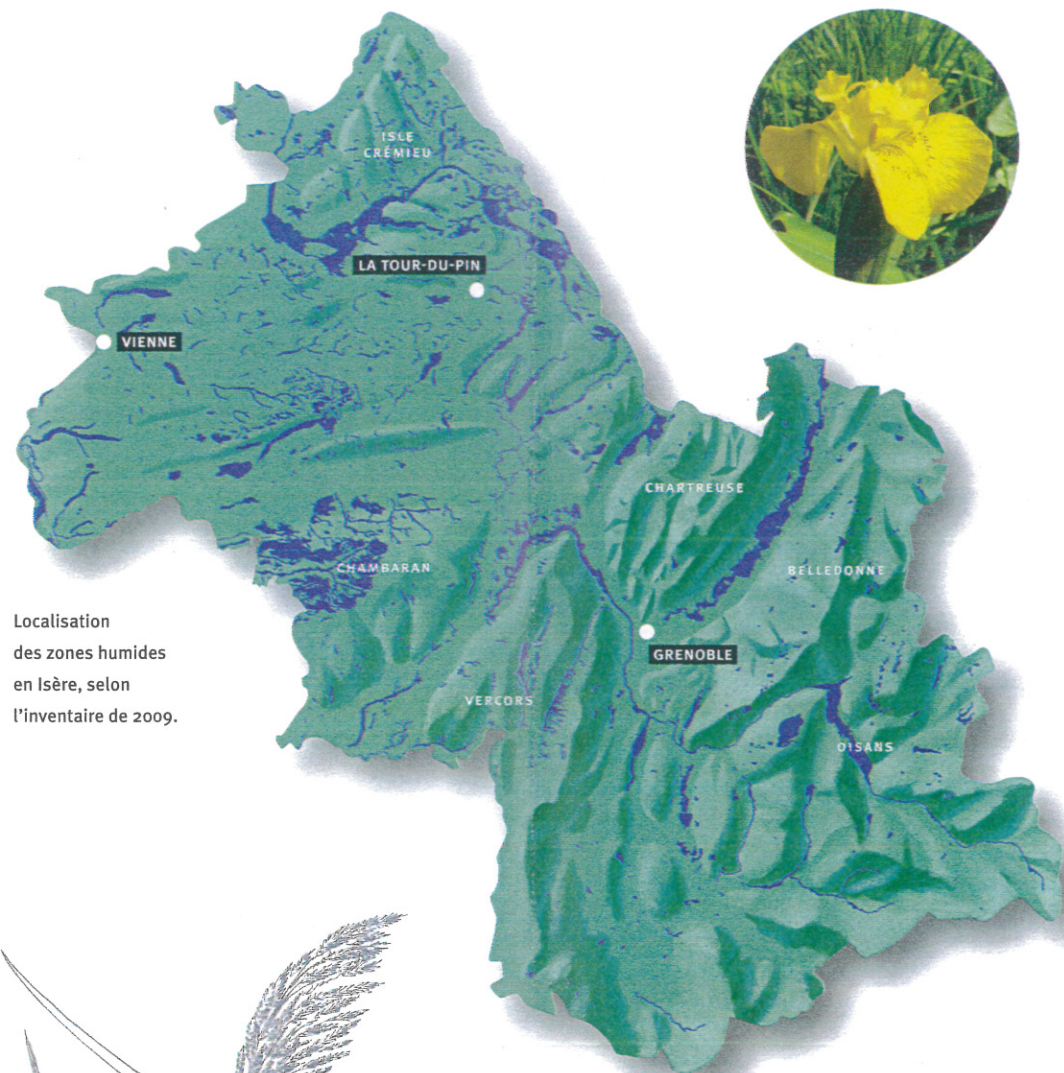 ISLE
CRÉMIEU
LA TOUR-DU-PIN
VIENNE
CHARTREUSE
CHAMBARAN
BELLEDONNE
Localisation
des zones humides
en Isère, selon
l'inventaire de 2009.
GRENOBLE
VERCORS
OISANS